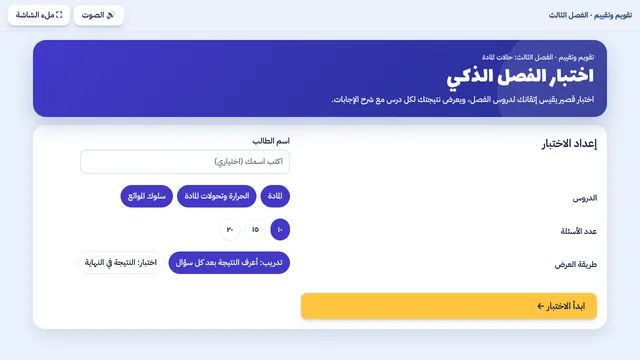 تقويم وتقييم · الفصل الثالث
🔊 الصوت
⛶ ملء الشاشة
تقويم وتقييم · الفصل الثالث: حالات المادة
اختبار الفصل الذكي
اختبار قصير يقيس إتقانك لدروس الفصل، ويعرض نتيجتك لكل درس مع شرح الإجابات.
إعداد الاختبار
اسم الطالب
اكتب اسمك (اختياري)
الدروس
المادة
الحرارة وتحولات المادة
سلوك الموائع
عدد الأسئلة
١٠
١٥
٢٠
طريقة العرض
تدريب: أعرف النتيجة بعد كل سؤال
اختبار: النتيجة في النهاية
ابدأ الاختبار ←